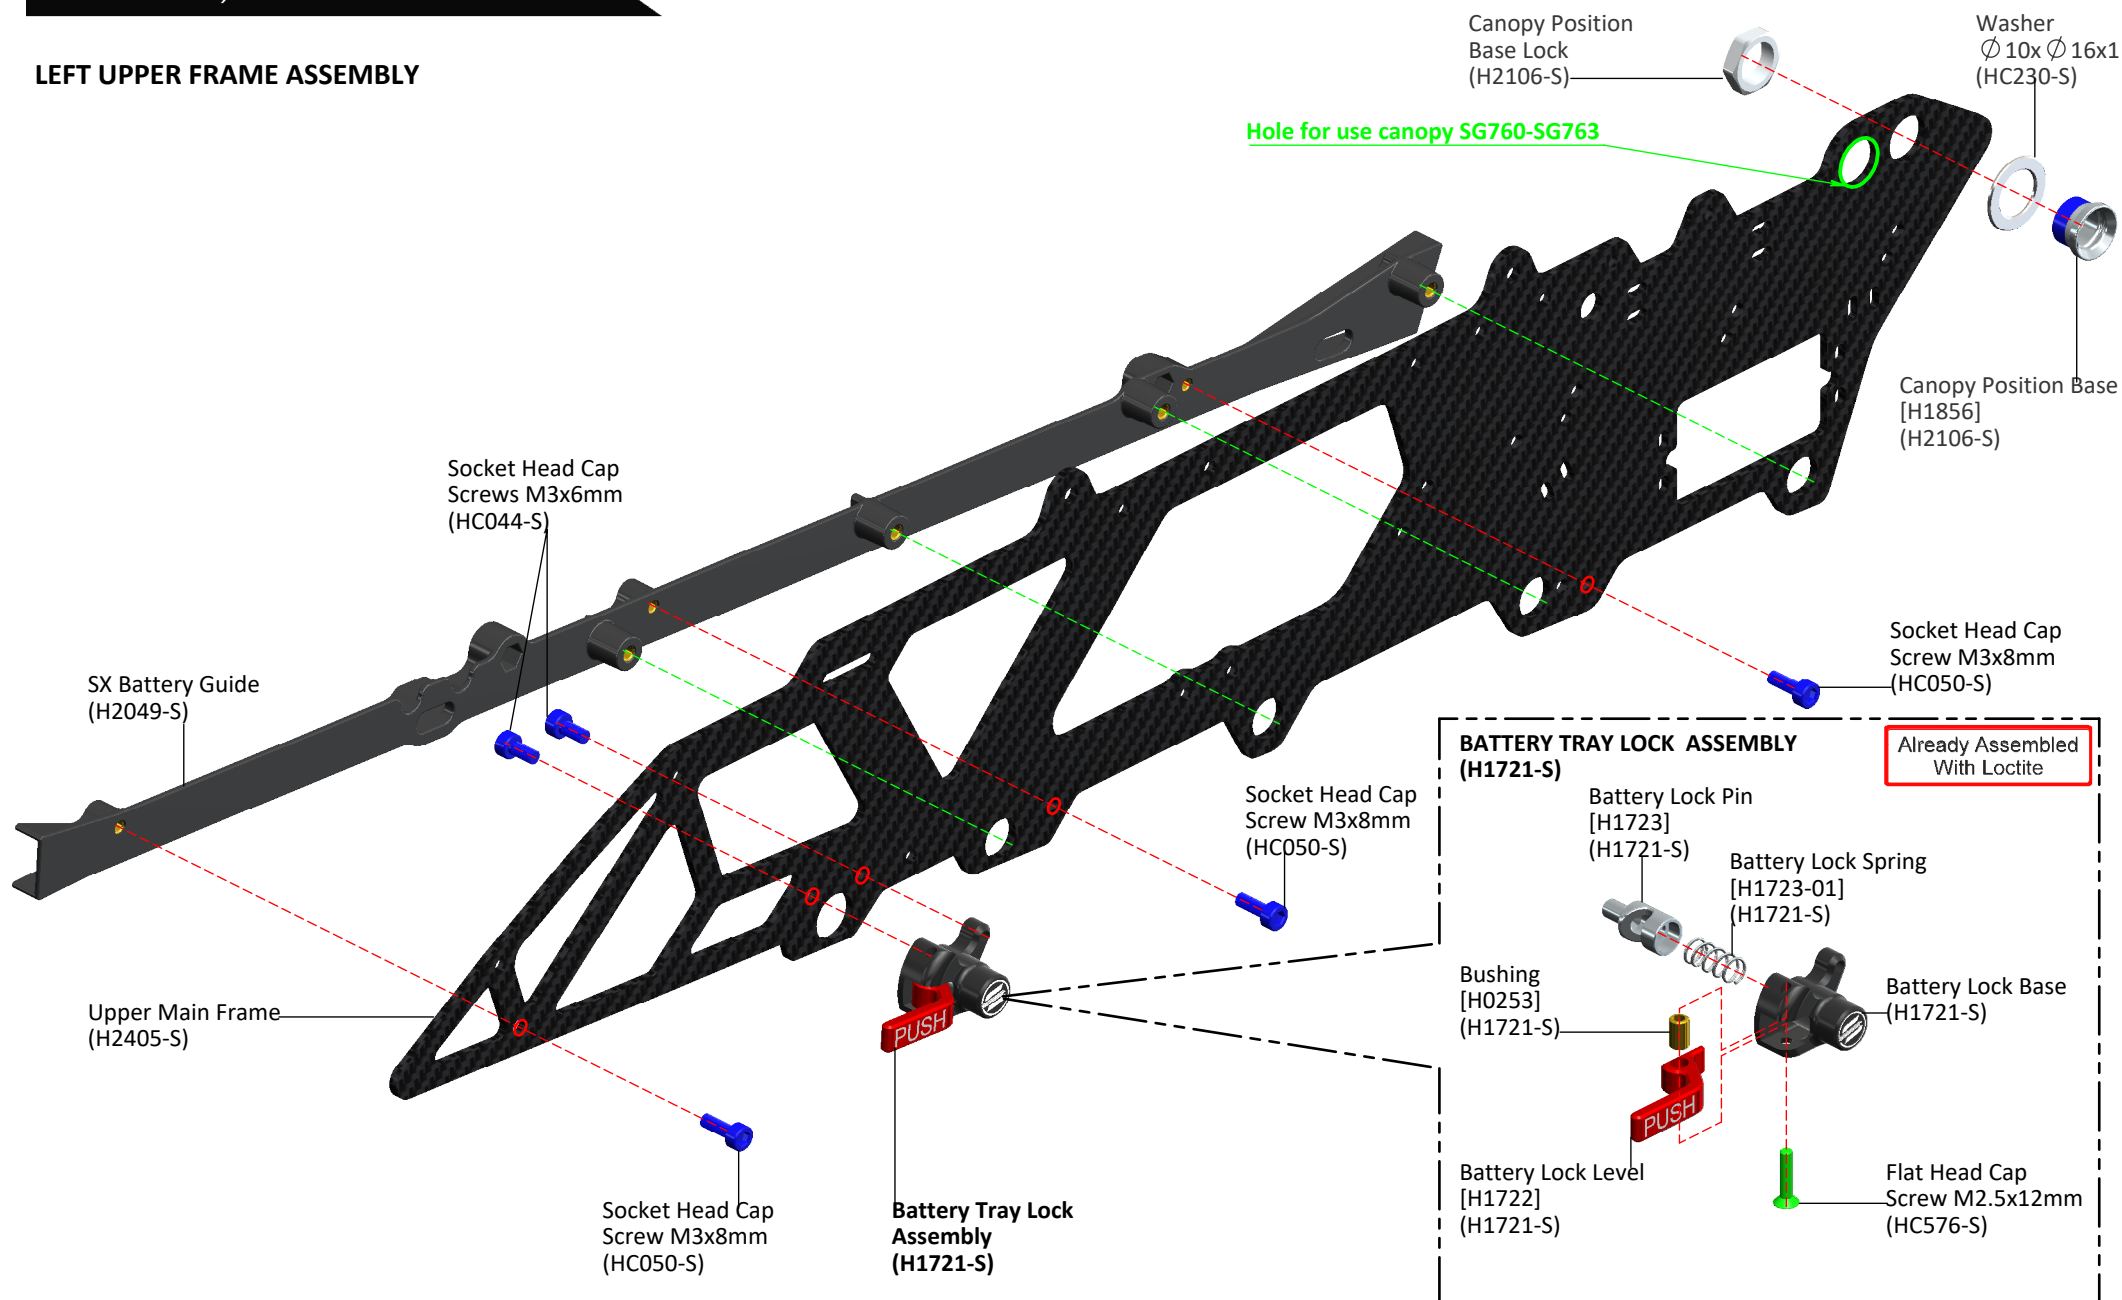 LEFT UPPER FRAME ASSEMBLY
Canopy Position
Base Lock
(H2106-S)
Washer
∅ 10x ∅ 16x1
(HC230-S)
Hole for use canopy SG760-SG763
Canopy Position Base
[H1856]
(H2106-S)
Socket Head Cap
Screws M3x6mm
(HC044-S)
SX Battery Guide
(H2049-S)
Socket Head Cap
Screw M3x8mm
(HC050-S)
Socket Head Cap
Screw M3x8mm
(HC050-S)
Upper Main Frame
(H2405-S)
PUSH
Socket Head Cap
Screw M3x8mm
(HC050-S)
Battery Tray Lock
Assembly
(H1721-S)
BATTERY TRAY LOCK ASSEMBLY
(H1721-S)
Already Assembled
With Loctite
Battery Lock Pin
[H1723]
(H1721-S)
Battery Lock Spring
[H1723-01]
(H1721-S)
Bushing
[H0253]
(H1721-S)
Battery Lock Base
(H1721-S)
PUSH
Battery Lock Level
[H1722]
(H1721-S)
Flat Head Cap
Screw M2.5x12mm
(HC576-S)